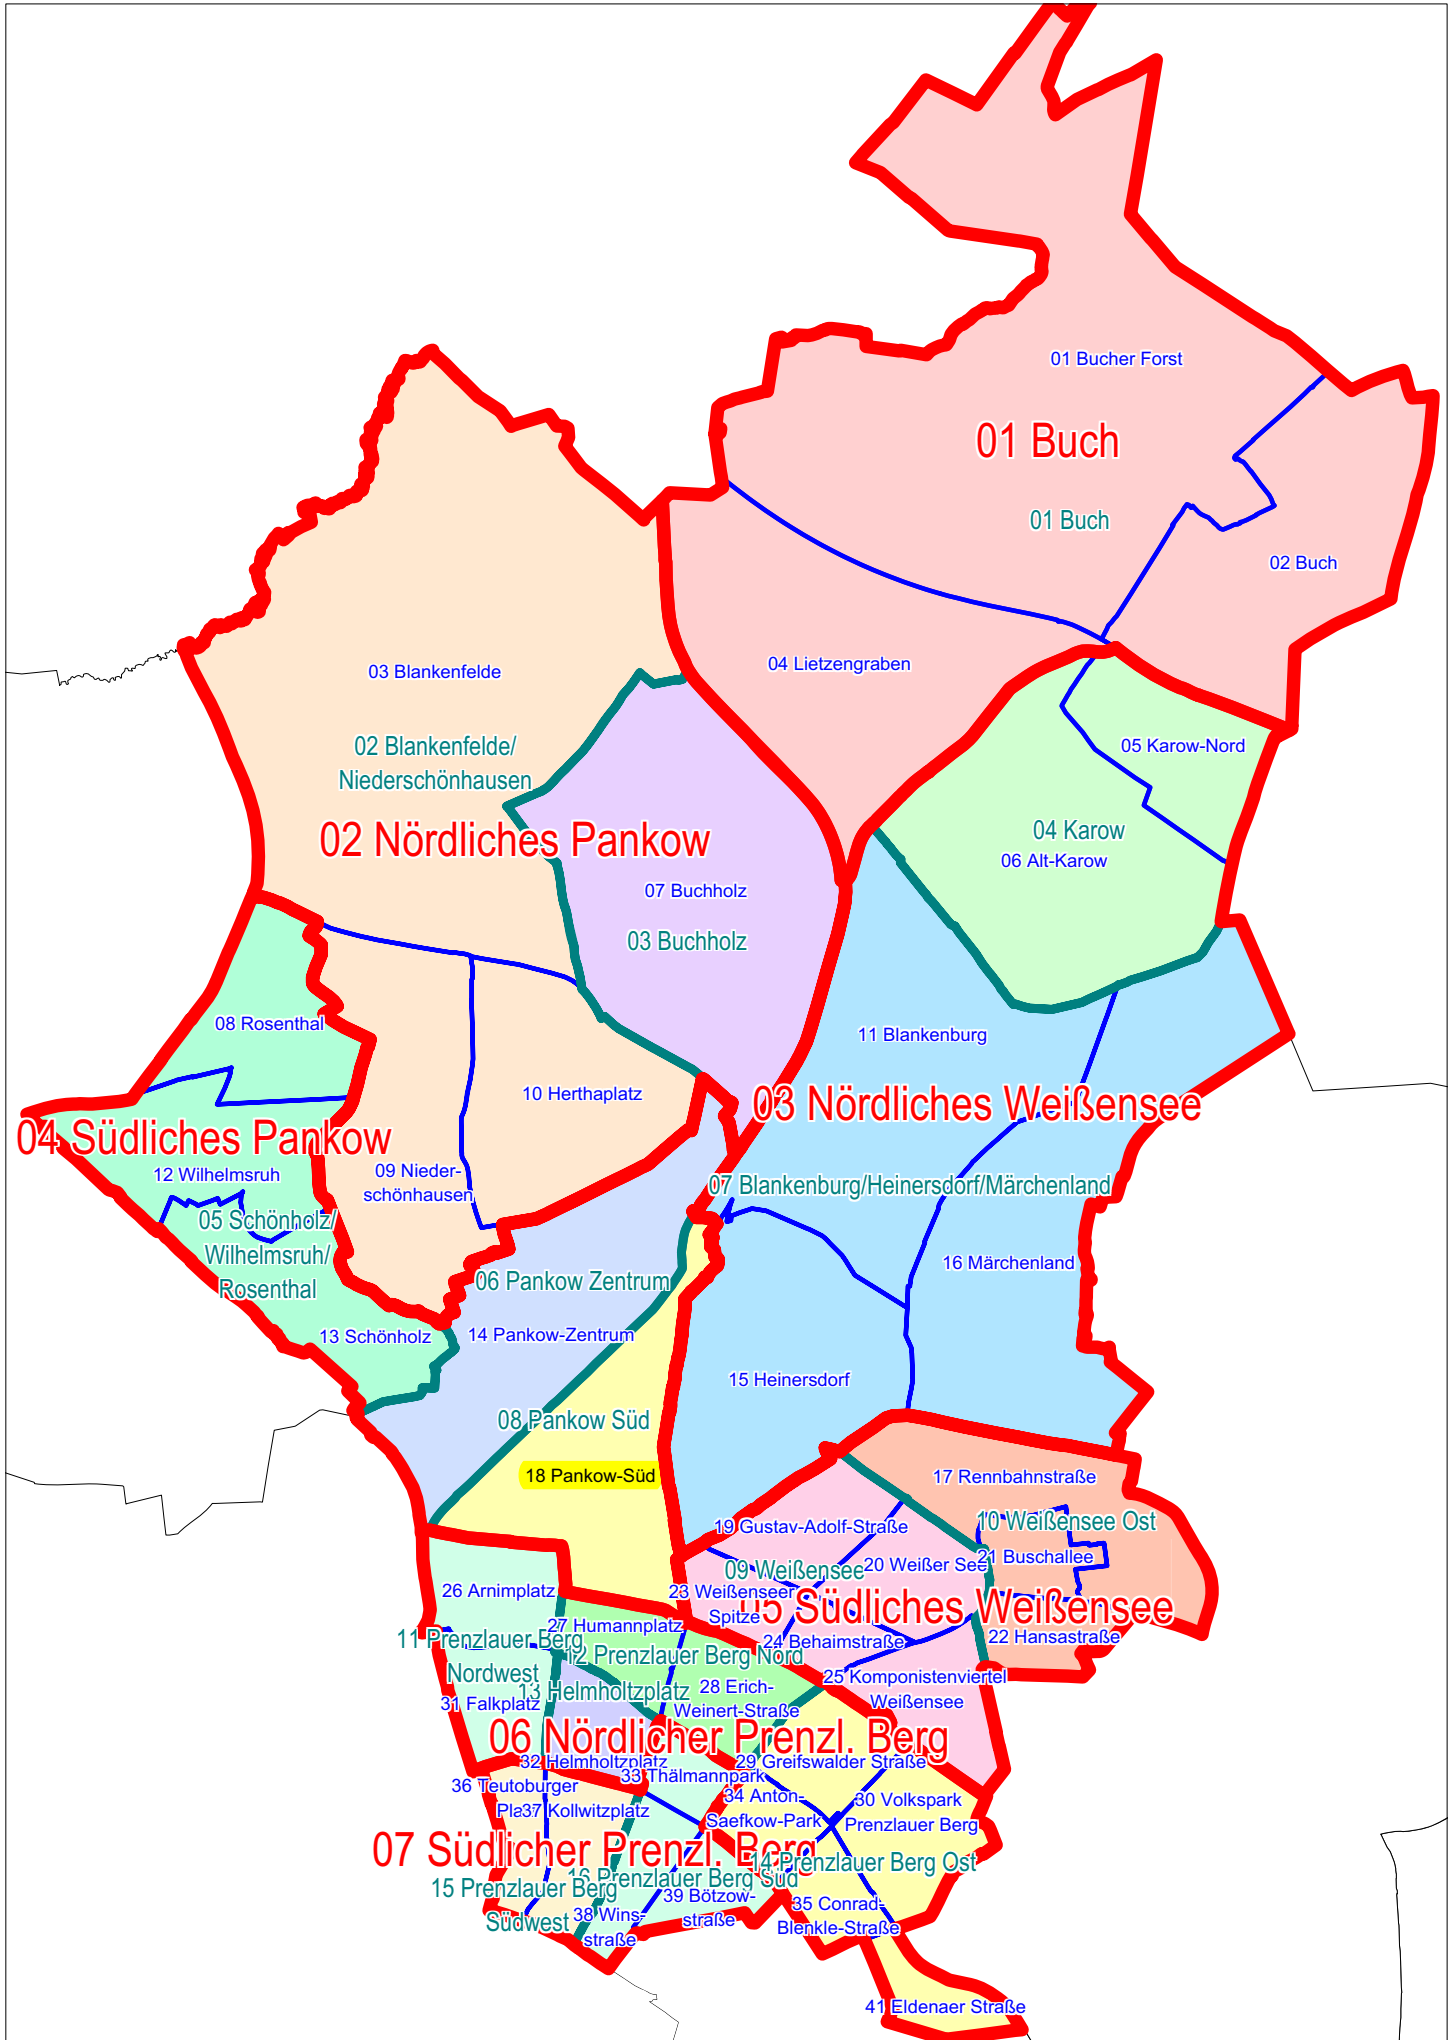 01 Bucher Forst
01 Buch
01 Buch
02 Buch
04 Lietzengraben
03 Blankenfelde
02 Blankenfelde/
Niederschönhausen
02 Nördliches Pankow
05 Karow-Nord
04 Karow
06 Alt-Karow
07 Buchholz
03 Buchholz
08 Rosenthal
11 Blankenburg
10 Herthaplatz
03 Nördliches Weißensee
04 Südliches Pankow
12 Wilhelmsruh
09 Nieder-
schönhausen
07 Blankenburg/Heinersdorf/Märchenland
05 Schönholz/
Wilhelmsruh/
Rosenthal
16 Märchenland
06 Pankow Zentrum
13 Schönholz
14 Pankow-Zentrum
15 Heinersdorf
08 Pankow Süd
18 Pankow-Süd
17 Rennbahnstraße
19 Gustav-Adolf-Straße
10 Weißensee Ost
20 Weißer See
21 Buschallee
09 Weißensee
26 Arnimplatz
23 Weißenseer
Spitze
05 Südliches Weißensee
27 Humannplatz
24 Behaimstraße
22 Hansastraße
11 Prenzlauer Berg
Nordwest
12 Prenzlauer Berg Nord
25 Komponistenviertel
Weißensee
13 Helmholtzplatz
28 Erich-
Weinert-Straße
31 Falkplatz
06 Nördlicher Prenzl. Berg
32 Helmholtzplatz
29 Greifswalder Straße
33 Thälmannpark
36 Teutoburger
Platz
37 Kollwitzplatz
34 Anton-
Saefkow-Park
30 Volkspark
Prenzlauer Berg
07 Südlicher Prenzl. Berg
14 Prenzlauer Berg Ost
16 Prenzlauer Berg Süd
15 Prenzlauer Berg
Südwest
39 Bötzow-
straße
38 Wins-
straße
35 Conrad-
Blenkle-Straße
41 Eldenaer Straße